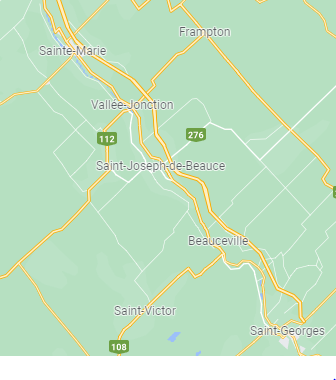 Frampton
Sainte-Marie
Vallée-Jonction
276
112
Saint-Joseph-de-Beauce
Beauceville
Saint-Victor
Saint-Georges
108